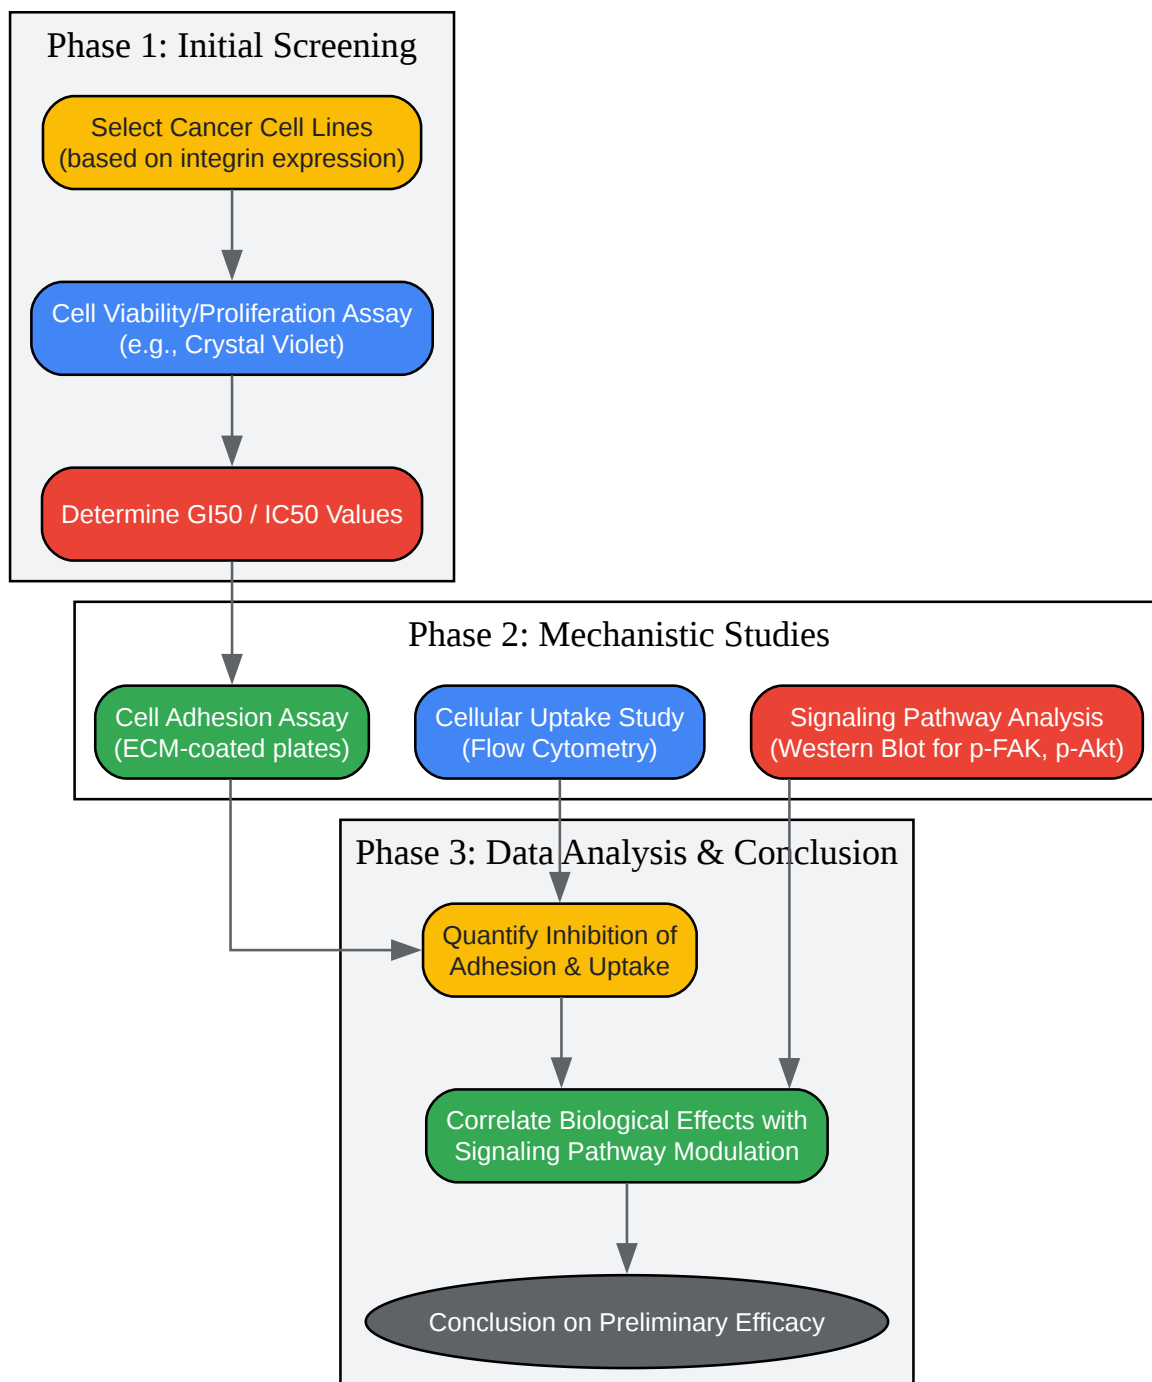 Phase 1: Initial Screening
Select Cancer Cell Lines
(based on integrin expression)
Cell Viability/Proliferation Assay
(e.g., Crystal Violet)
Determine GI50 / IC50 Values
Phase 2: Mechanistic Studies
Cell Adhesion Assay
(ECM-coated plates)
Cellular Uptake Study
(Flow Cytometry)
Signaling Pathway Analysis
(Western Blot for p-FAK, p-Akt)
Phase 3: Data Analysis & Conclusion
Quantify Inhibition of
Adhesion & Uptake
Correlate Biological Effects with
Signaling Pathway Modulation
Conclusion on Preliminary Efficacy